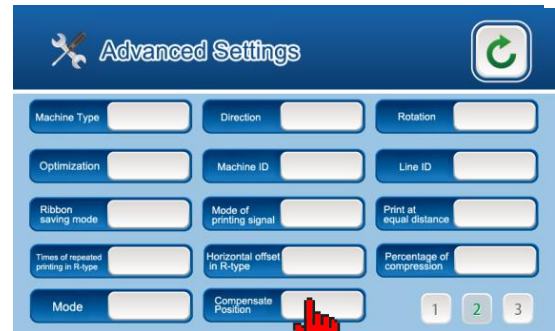 Advanced Settings
Machine Type
Direction
Rotation
Optimization
Machine ID
Line ID
Ribbon
saving mode
Mode of
printing signal
Print at
equal distance
Times of repeated
printing in R-type
Horizontal offset
in R-type
Percentage of
compression
Mode
Compensate
Position
1 2 3